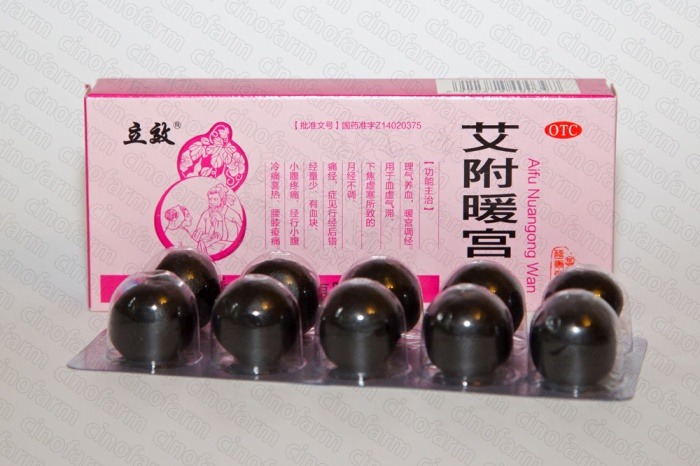 立效®
【批准文号】国药准字Z14020375
OTC
艾附暖宫
Aifu Nuangong Wan
【功能主治】
理气养血，暖宫调经。
用于血虚气滞、
下焦虚寒所致的
月经不调、
痛经，症见行经后错、
经量少、有血块、
小腹疼痛、经行小腹
冷痛喜热、腰膝痠痛
cinofarm